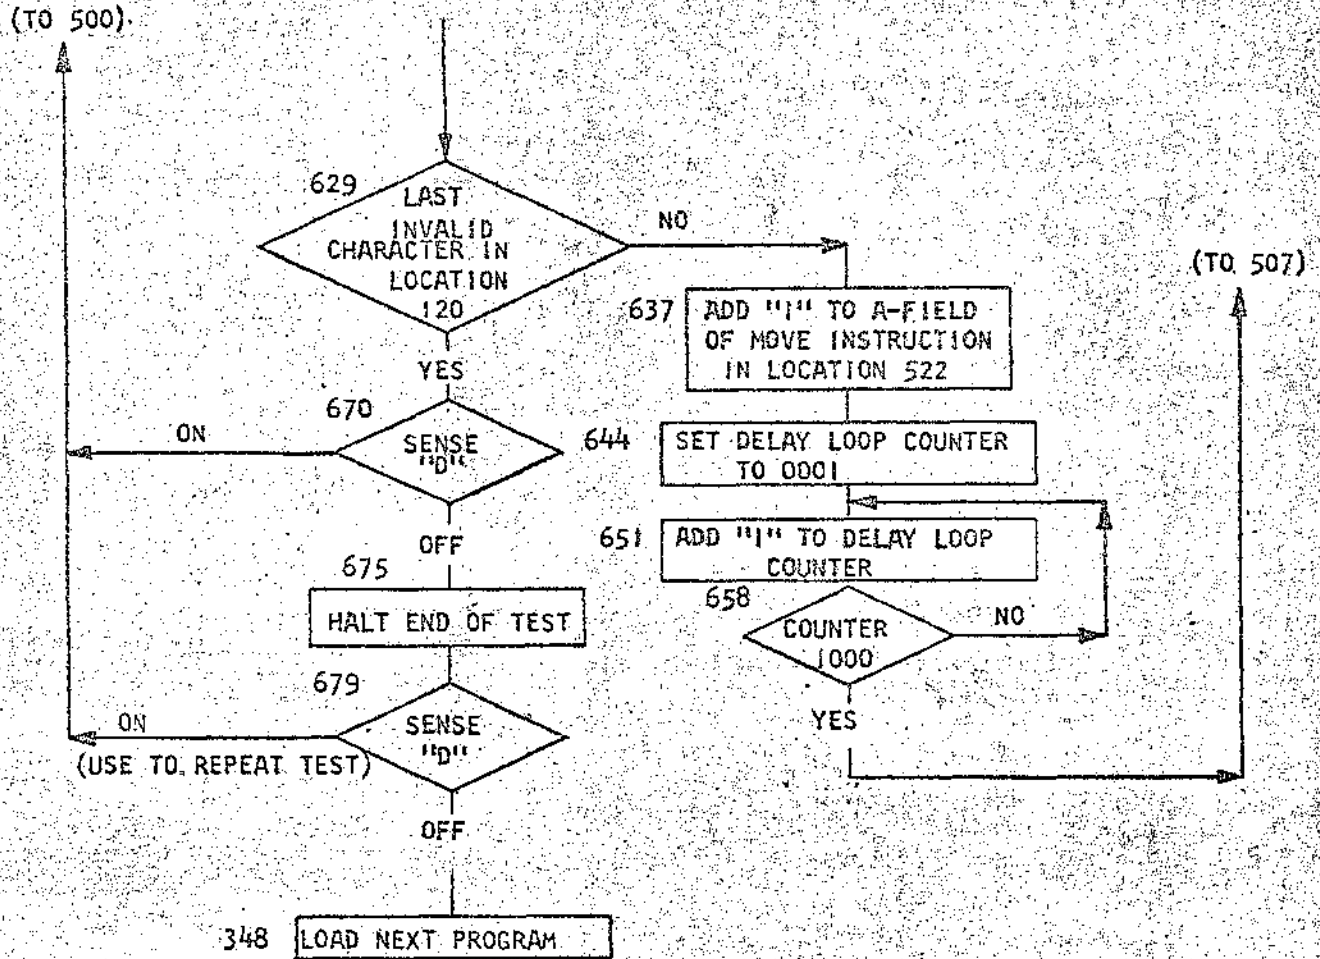 (TO 500).
629
LAST
INVALID
CHARACTER IN
LOCATION
120
NO
(TO 507)
637
ADD "1" TO A-FIELD
OF MOVE INSTRUCTION
IN LOCATION 522
YES
670
SENSE
"D"
ON
644
SET DELAY LOOP COUNTER
TO 0001
OFF
651
ADD "1" TO DELAY LOOP
COUNTER
675
HALT END OF TEST
658
COUNTER
1000
NO
679
SENSE
"D"
ON
(USE TO REPEAT TEST)
YES
OFF
348
LOAD NEXT PROGRAM